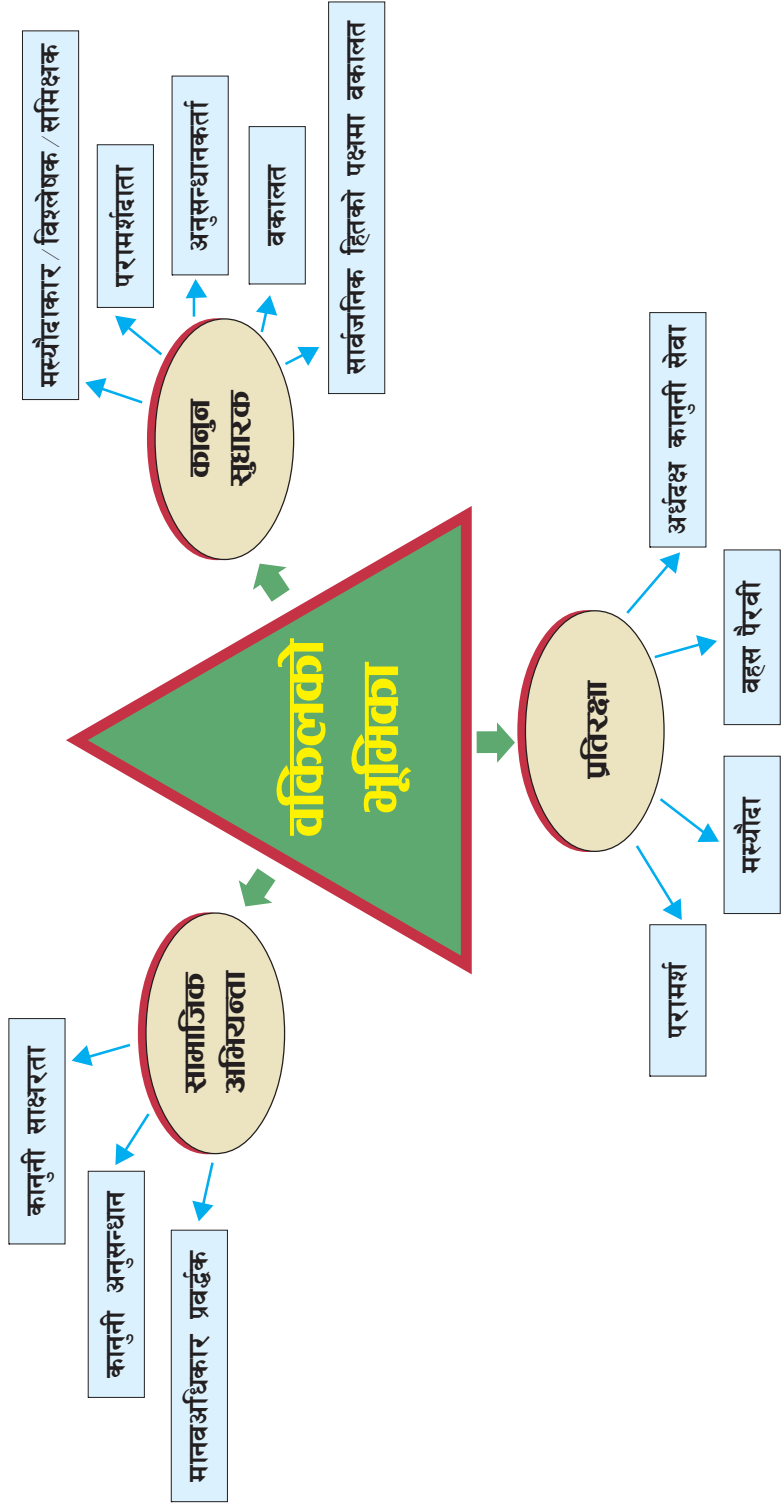 मस्यौदाकार/विश्लेषक/समिक्षक
परामर्शदाता
अनुसन्धानकर्ता
वकालत
सार्वजनिक हितको पक्षमा वकालत
कानुन
सुधारक
वकिलको
भूमिका
सामाजिक
अभियन्ता
कानुनी साक्षरता
कानुनी अनुसन्धान
मानवअधिकार प्रवर्द्धक
प्रतिरक्षा
परामर्श
मस्यौदा
वहस पैरवी
अर्धदक्ष कानुनी सेवा